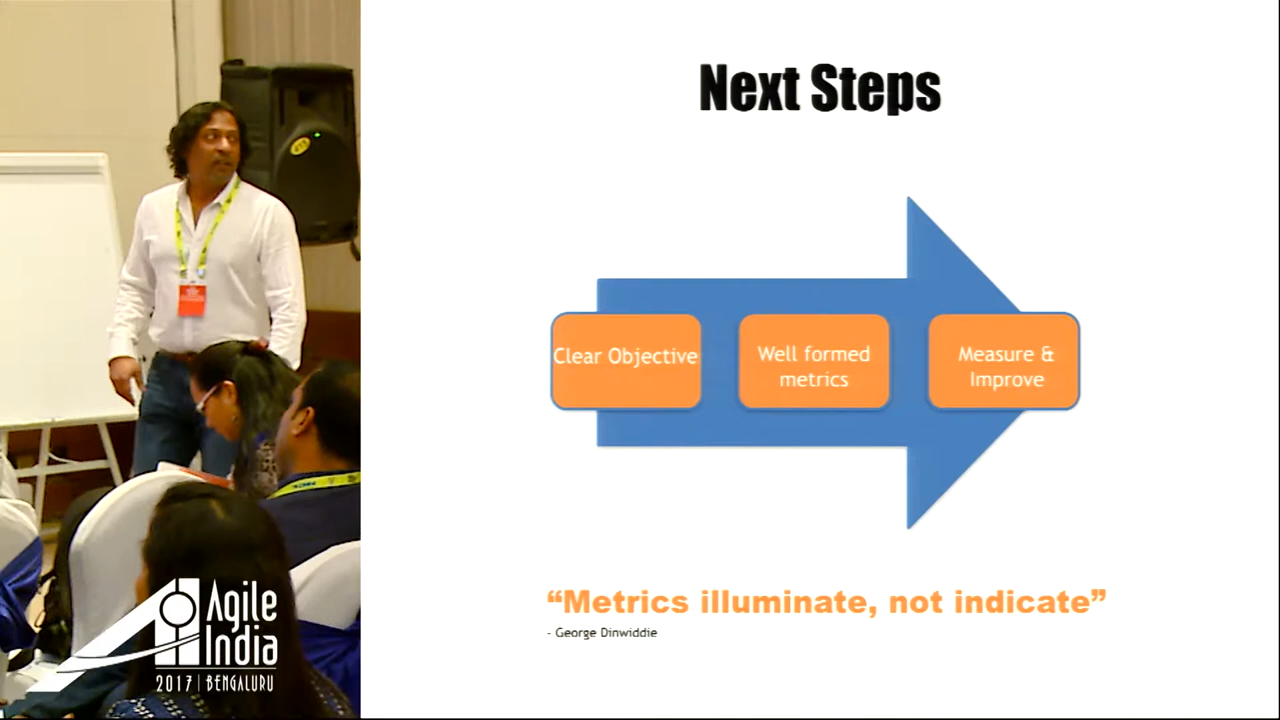 Next Steps
Clear Objective
Well formed
metrics
Measure &
Improve
“Metrics illuminate, not indicate”
- George Dinwiddie
Agile
India
2017 | BENGALURU